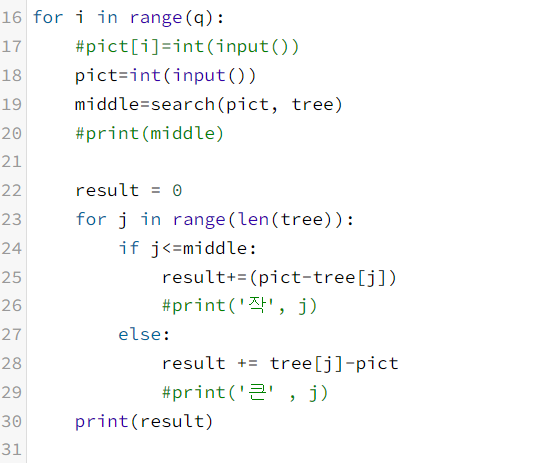 16 for i in range(q):
17     #pict[i]=int(input())
18     pict=int(input())
19     middle=search(pict, tree)
20     #print(middle)
21
22     result = 0
23     for j in range(len(tree)):
24         if j<=middle:
25             result+=(pict-tree[j])
26             #print('작', j)
27         else:
28             result += tree[j]-pict
29             #print('큰' , j)
30     print(result)
31